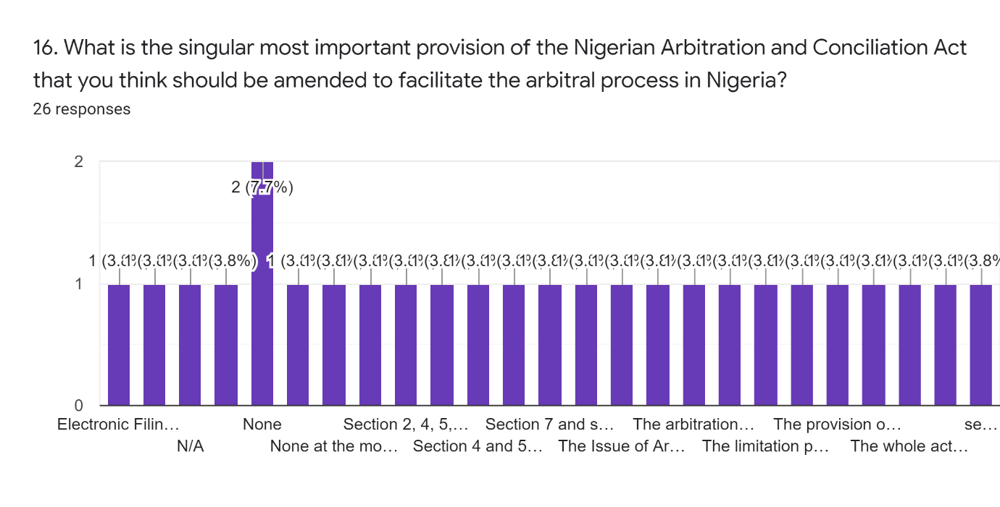 16. What is the singular most important provision of the Nigerian Arbitration and Conciliation Act
that you think should be amended to facilitate the arbitral process in Nigeria?
26 responses
2
2 (7.7%)
1 (3.8%)
1
0
Electronic Filin…
None
Section 2, 4, 5,…
Section 7 and s…
The arbitration…
The provision o…
se…
N/A
None at the mo…
Section 4 and 5…
The Issue of Ar…
The limitation p…
The whole act…